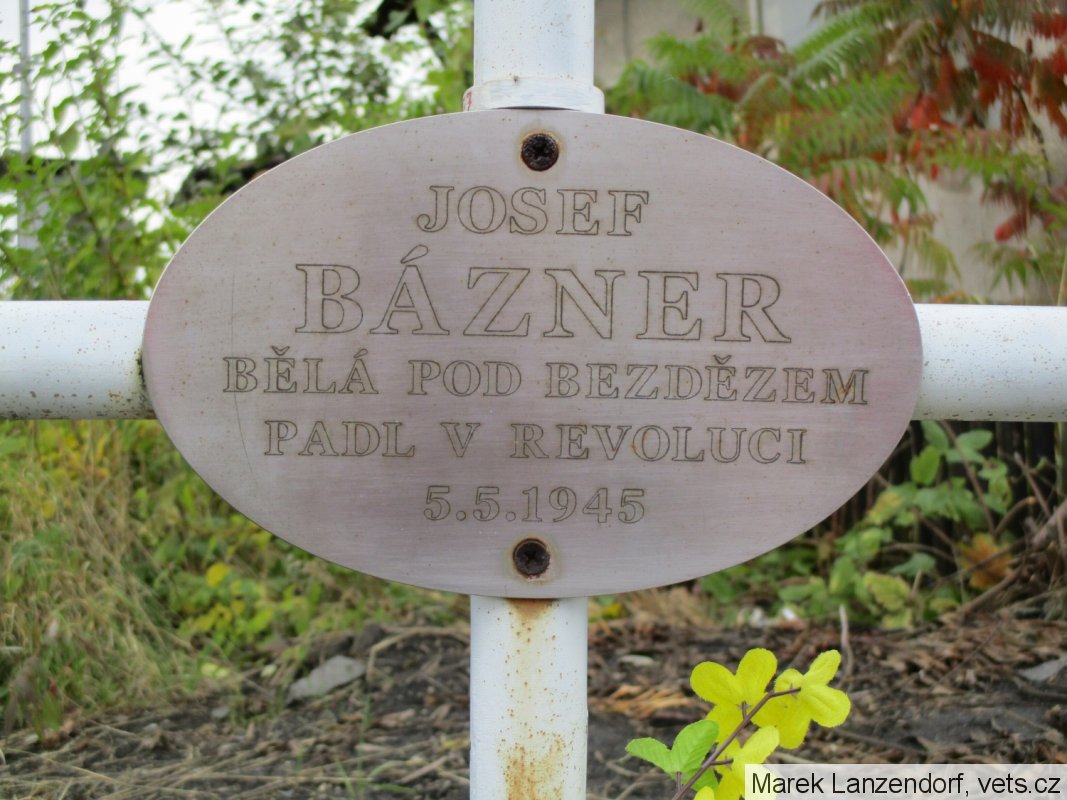 JOSEF
BÁZNER
BĚLÁ POD BEZDĚZEM
PADL V REVOLUCI
5.5.1945
Marek Lanzendorf, vets.cz